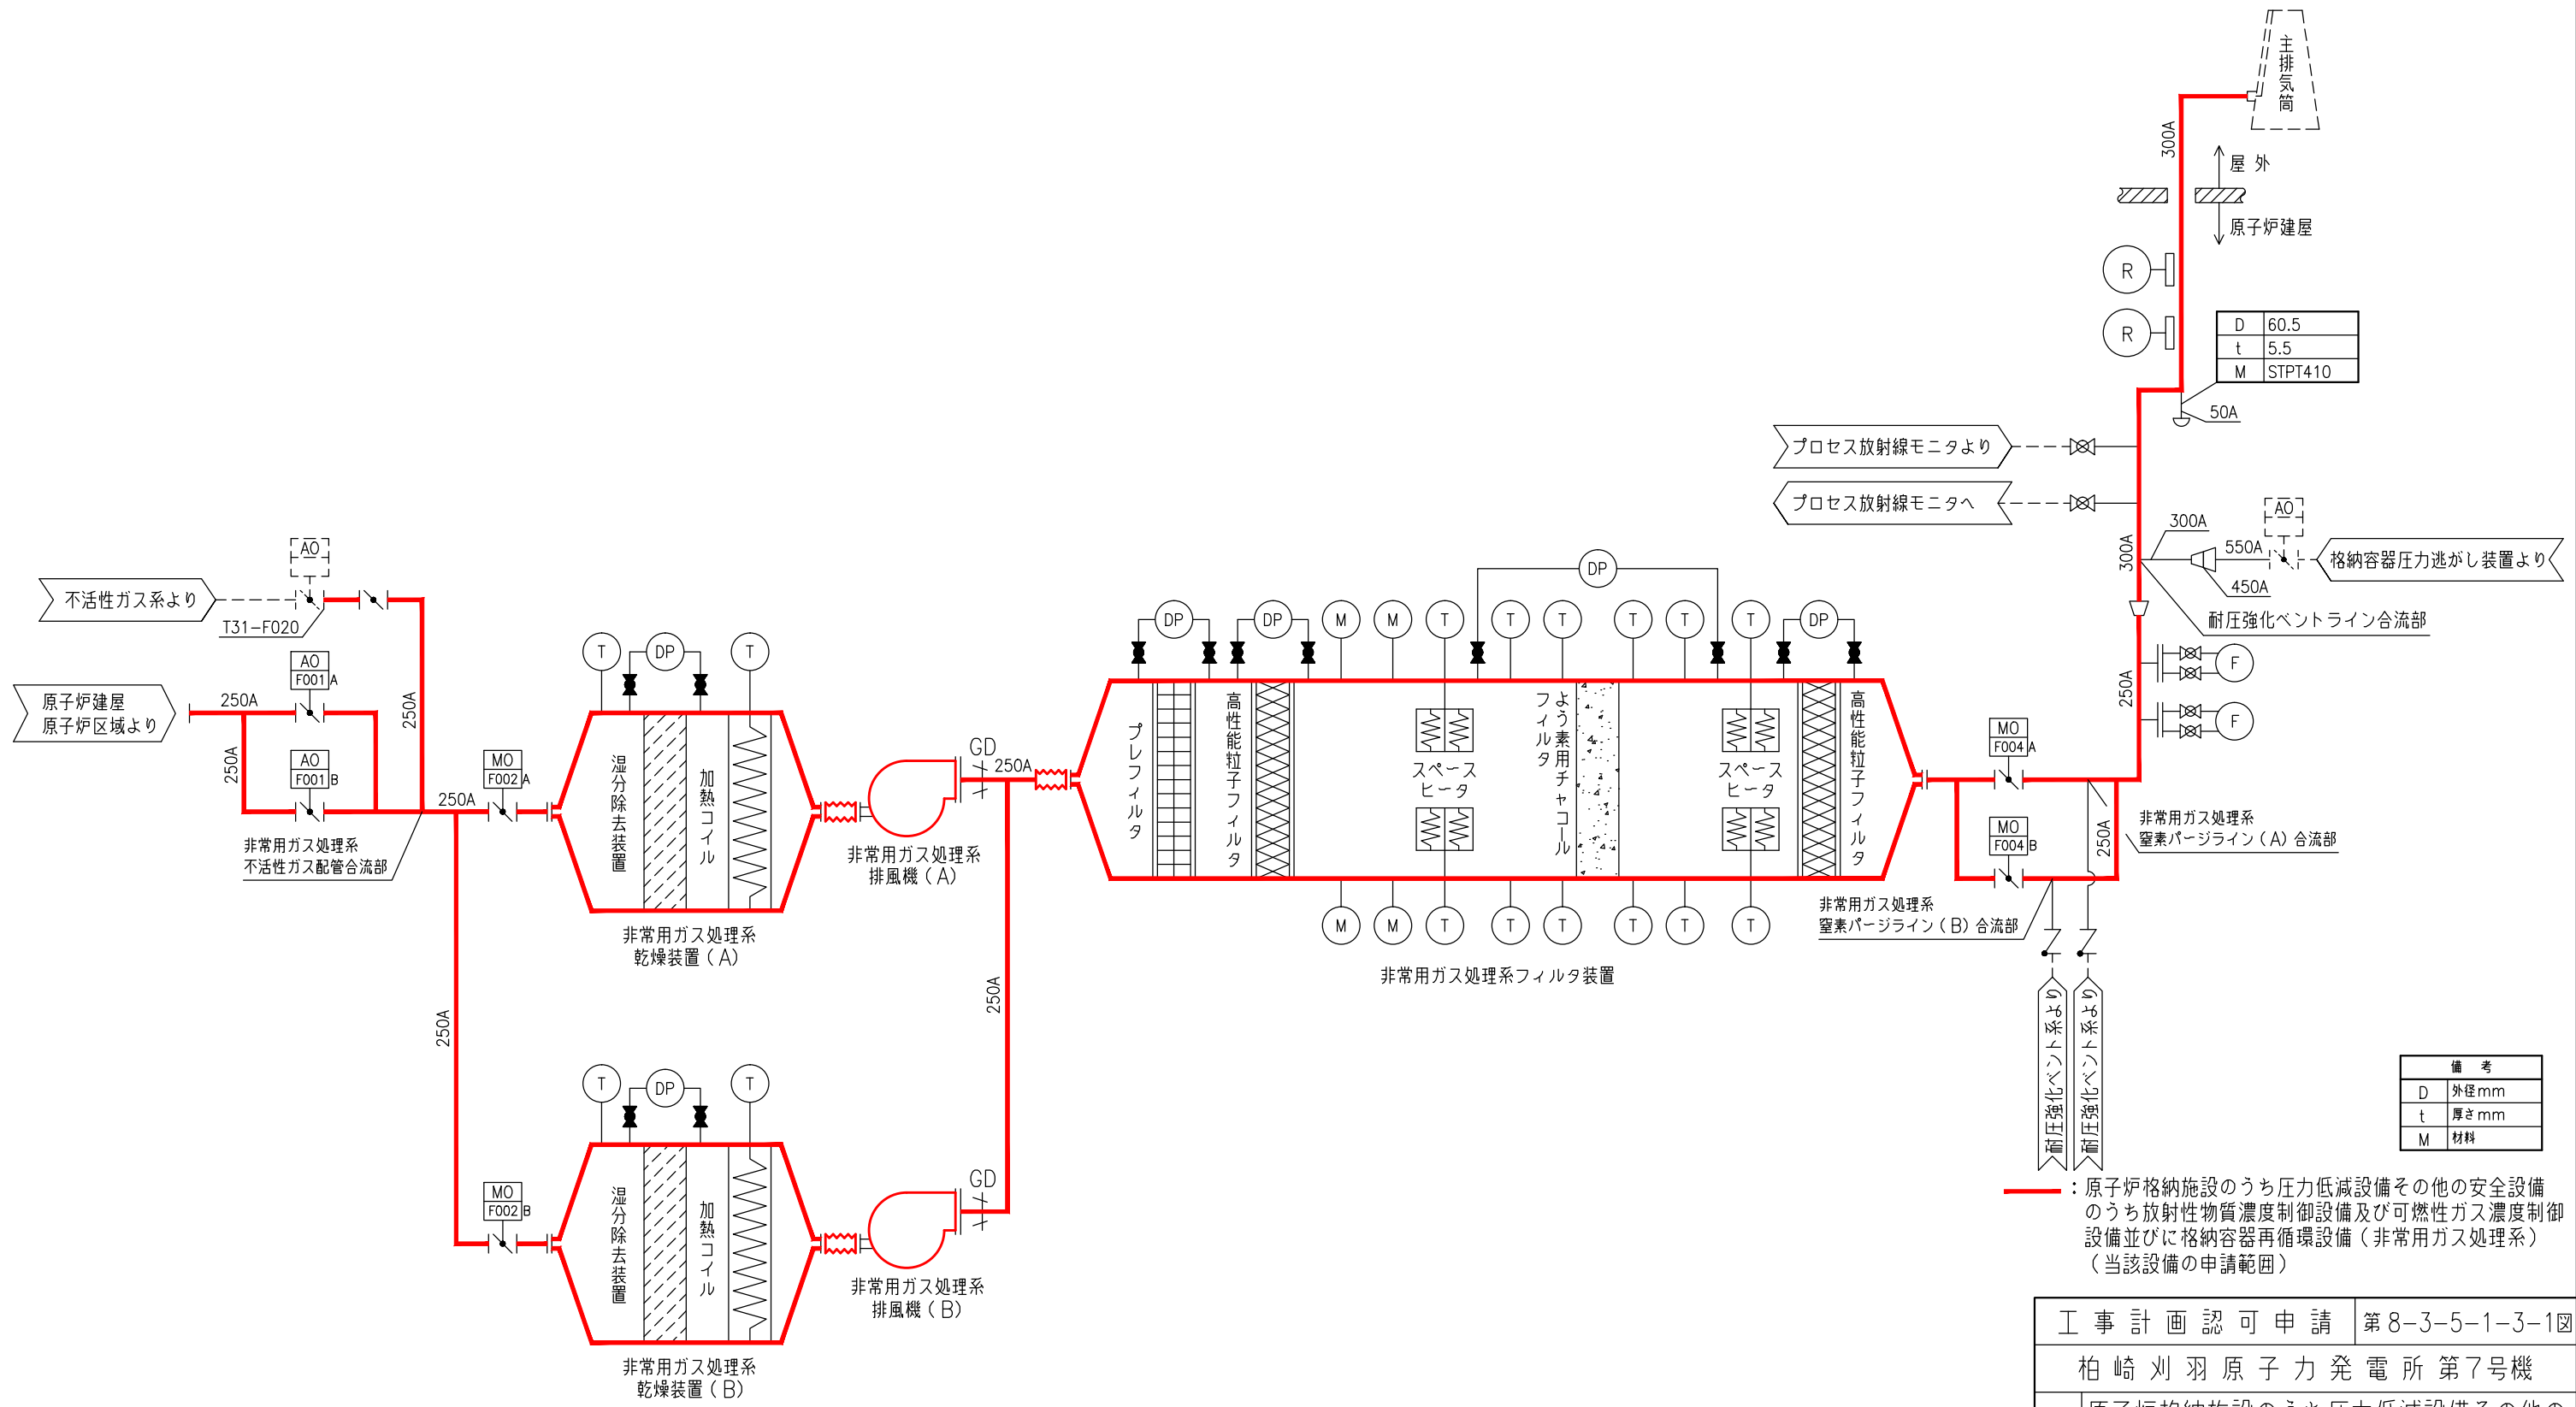 主排気筒
300A
屋外
原子炉建屋
R
R
D 60.5
t 5.5
M STPT410
50A
プロセス放射線モニタより
プロセス放射線モニタへ
300A
300A
AO
550A
450A
格納容器圧力逃がし装置より
耐圧強化ベントライン合流部
F
F
250A
AO
不活性ガス系より
T31-F020
250A
原子炉建屋
原子炉区域より
250A
AO
F001 A
250A
AO
F001 B
非常用ガス処理系
不活性ガス配管合流部
250A
MO
F002 A
T
DP
T
湿分除去装置
加熱コイル
非常用ガス処理系
乾燥装置(A)
非常用ガス処理系
排風機(A)
GD
250A
250A
250A
MO
F002 B
T
DP
T
湿分除去装置
加熱コイル
非常用ガス処理系
乾燥装置(B)
非常用ガス処理系
排風機(B)
GD
DP
DP
DP
M
M
T
T
T
T
T
T
DP
プレフィルタ
高性能粒子フィルタ
スペース
ヒータ
よう素用チャコール
フィルタ
スペース
ヒータ
高性能粒子フィルタ
M
M
T
T
T
T
T
T
非常用ガス処理系フィルタ装置
MO
F004 A
MO
F004 B
250A
非常用ガス処理系
窒素パージライン(A)合流部
非常用ガス処理系
窒素パージライン(B)合流部
耐圧強化ベント系より
耐圧強化ベント系より
備考
D 外径mm
t 厚さmm
M 材料
:原子炉格納施設のうち圧力低減設備その他の安全設備
のうち放射性物質濃度制御設備及び可燃性ガス濃度制御
設備並びに格納容器再循環設備(非常用ガス処理系)
(当該設備の申請範囲)
工事計画認可申請 第8-3-5-1-3-1図
柏崎刈羽原子力発電所第7号機
原子炉格納施設のうち圧力低減設備その他の